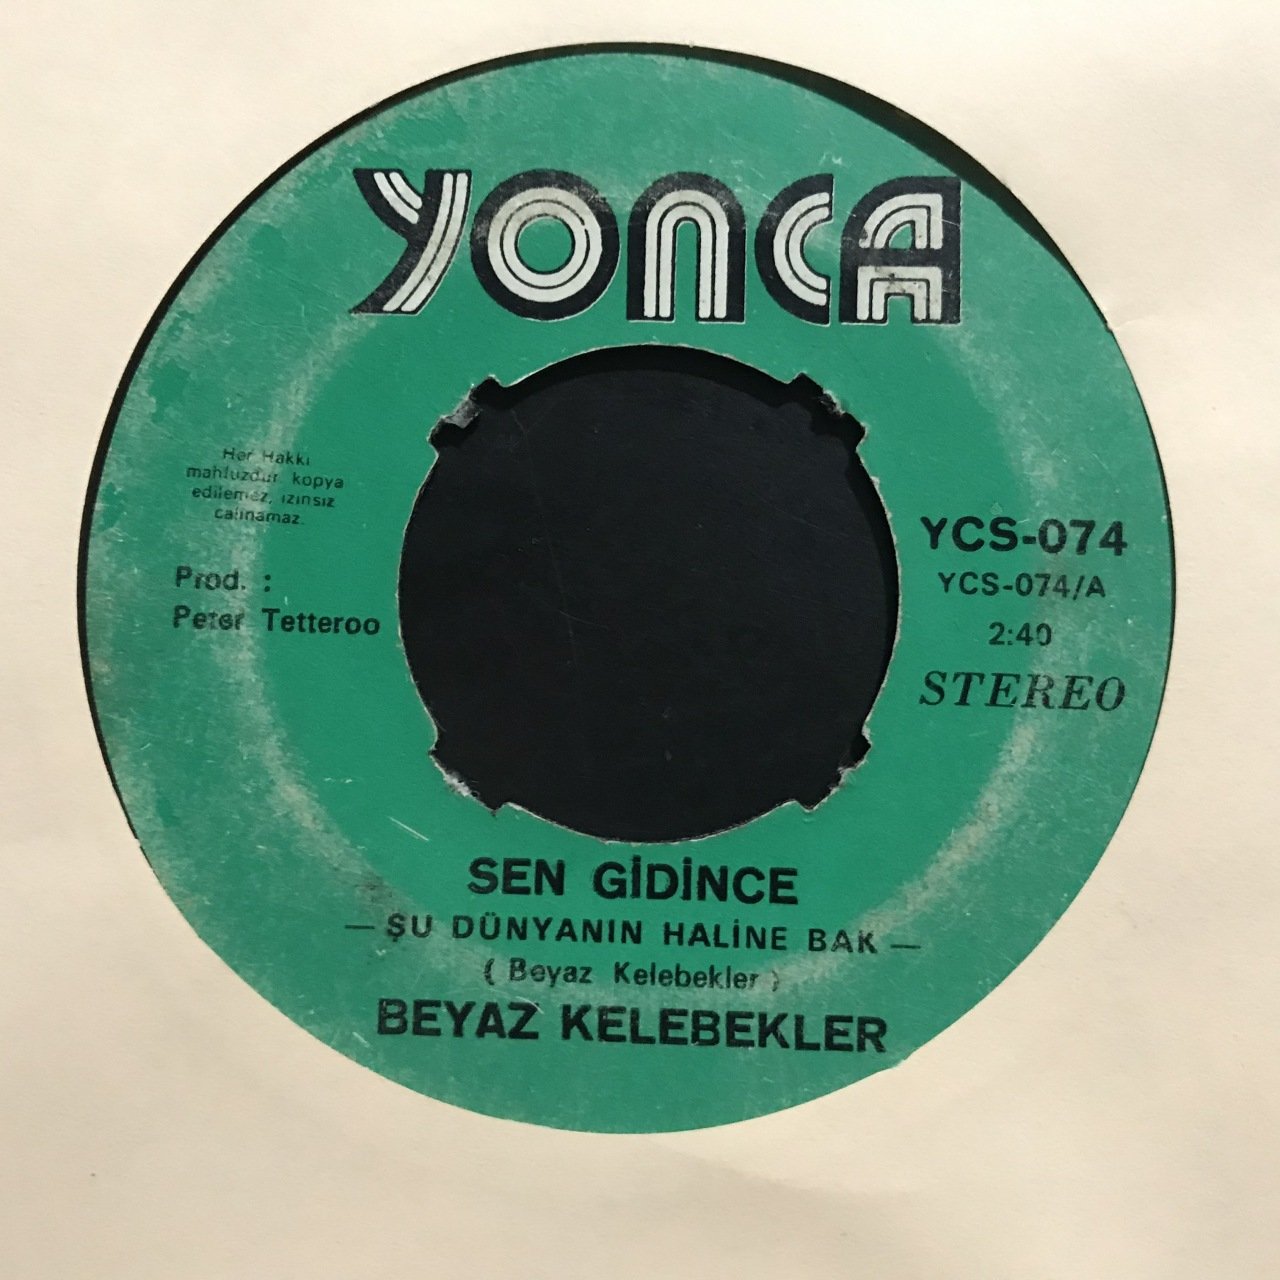 YONCA
Her Hakkı
mahfuzdur kopya
edilemez, izinsiz
çalınamaz.
Prod. :
Peter Tetteroo
YCS-074
YCS-074/A
2:40
STEREO
SEN GİDİNCE
— ŞU DÜNYANIN HALİNE BAK —
( Beyaz Kelebekler )
BEYAZ KELEBEKLER